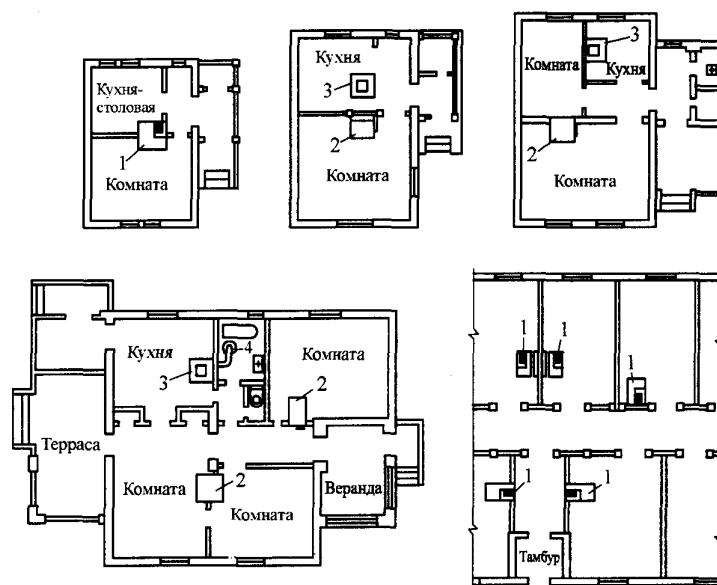 Кухня-
столовая
1
Комната
Кухня
3
2
Комната
Комната
3
Кухня
2
Комната
Кухня
3
4
Комната
2
Терраса
Комната
2
Комната
Веранда
1
1
1
1
1
Тамбур